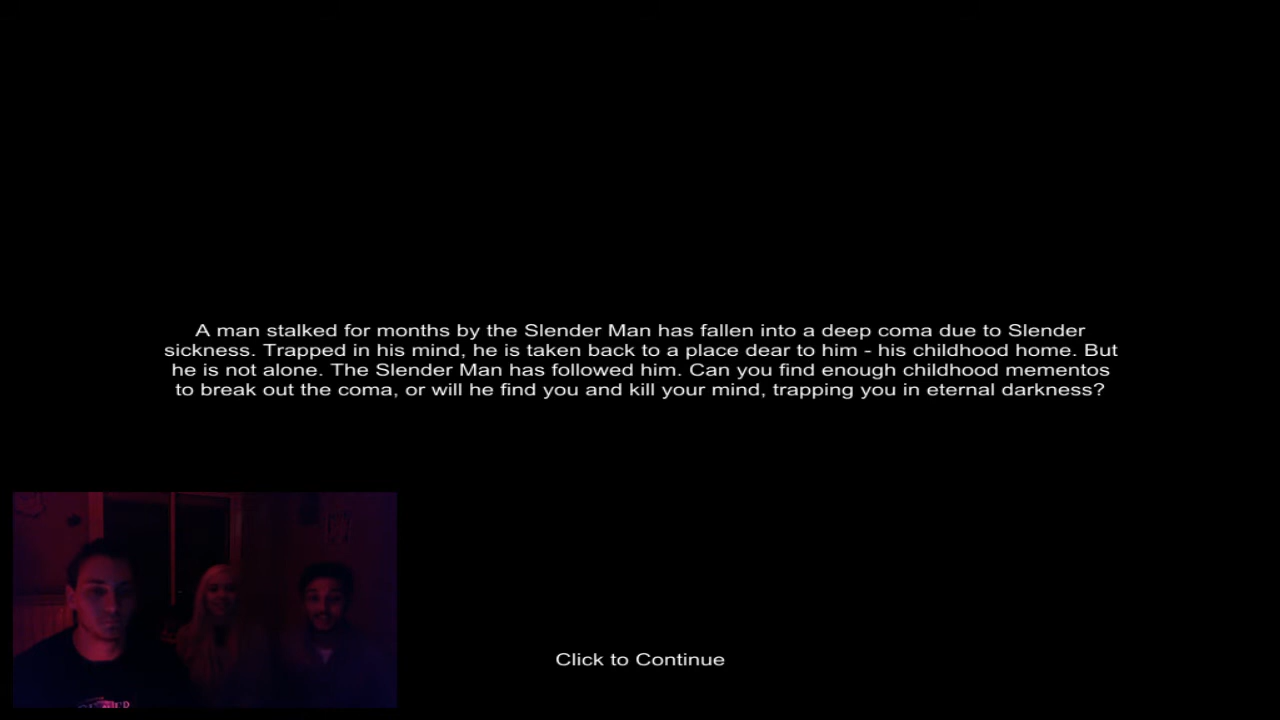 A man stalked for months by the Slender Man has fallen into a deep coma due to Slender
sickness. Trapped in his mind, he is taken back to a place dear to him - his childhood home. But
he is not alone. The Slender Man has followed him. Can you find enough childhood mementos
to break out the coma, or will he find you and kill your mind, trapping you in eternal darkness?
Click to Continue